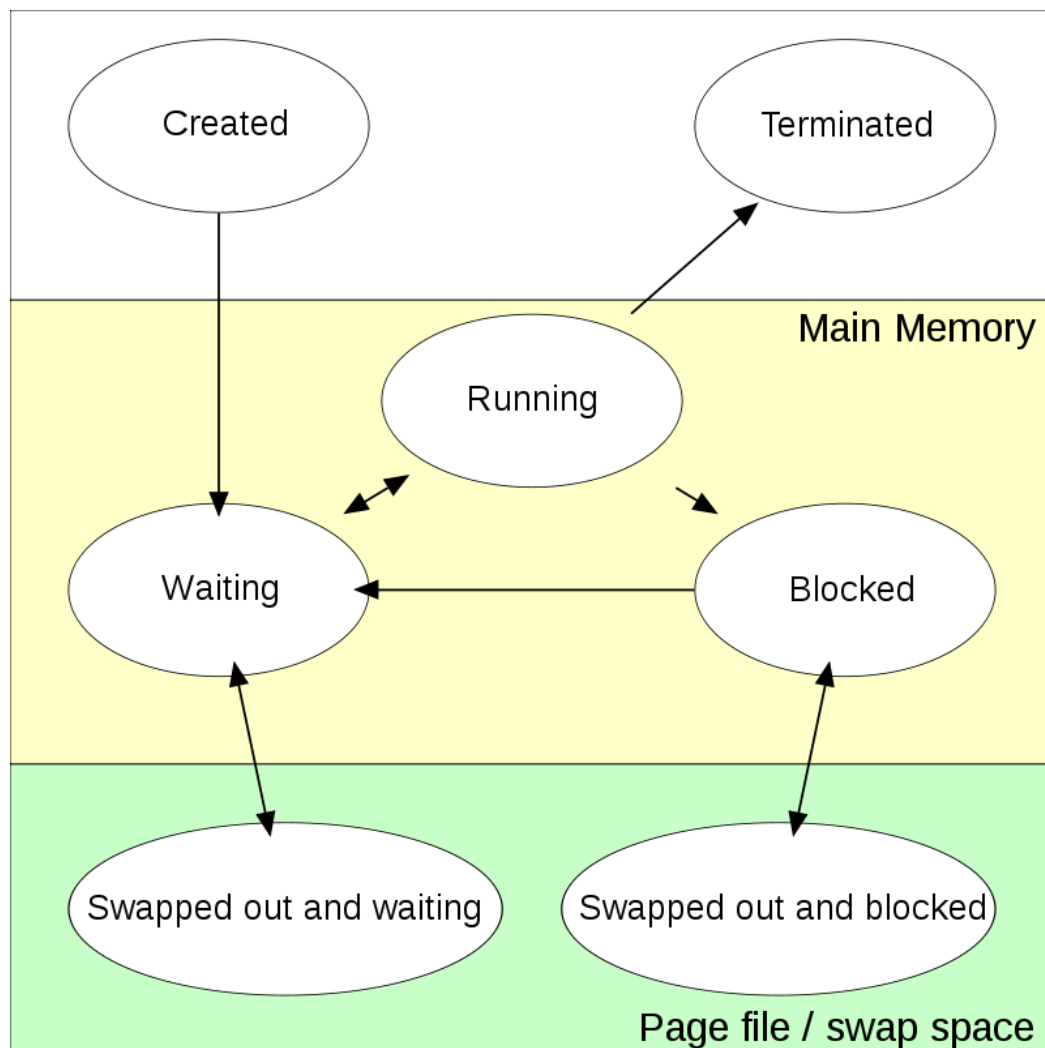 Created
Terminated
Main Memory
Running
Waiting
Blocked
Swapped out and waiting
Swapped out and blocked
Page file / swap space